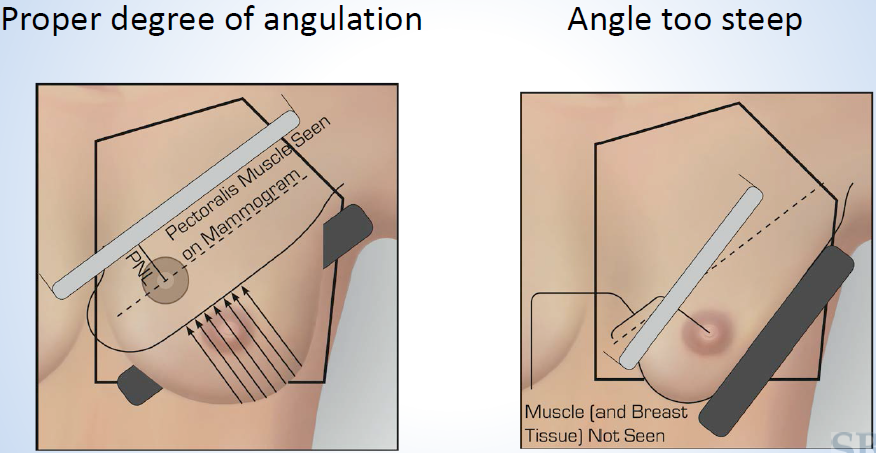 Proper degree of angulation
Angle too steep
Pectoralis Muscle Seen
on Mammogram
PNL
Muscle (and Breast
Tissue) Not Seen